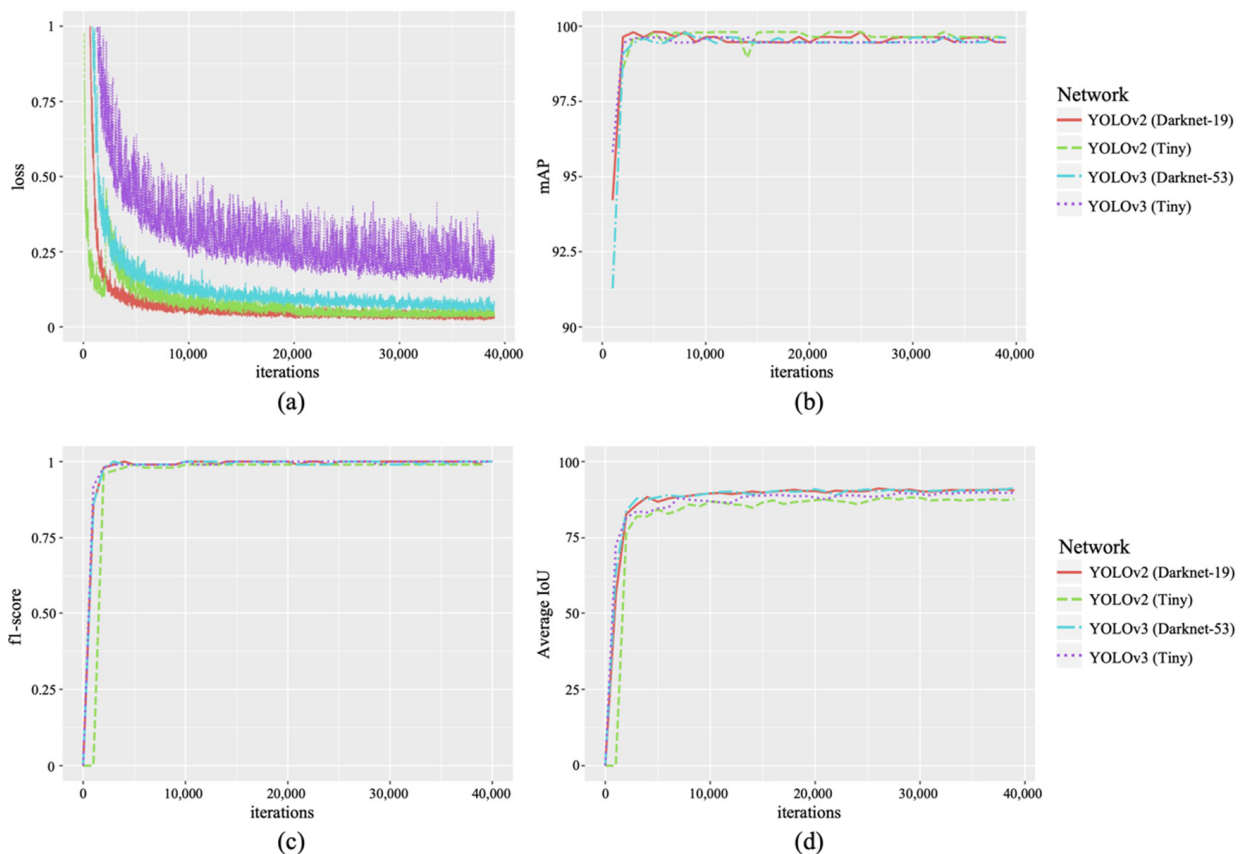 1
0.75
0.50
0.25
0
loss
0
10,000
20,000
30,000
40,000
iterations
(a)
100
97.5
95
92.5
90
mAP
0
10,000
20,000
30,000
40,000
iterations
(b)
Network
YOLOv2 (Darknet-19)
YOLOv2 (Tiny)
YOLOv3 (Darknet-53)
YOLOv3 (Tiny)
1
0.75
0.50
0.25
0
f1-score
0
10,000
20,000
30,000
40,000
iterations
(c)
100
75
50
25
0
Average IoU
0
10,000
20,000
30,000
40,000
iterations
(d)
Network
YOLOv2 (Darknet-19)
YOLOv2 (Tiny)
YOLOv3 (Darknet-53)
YOLOv3 (Tiny)